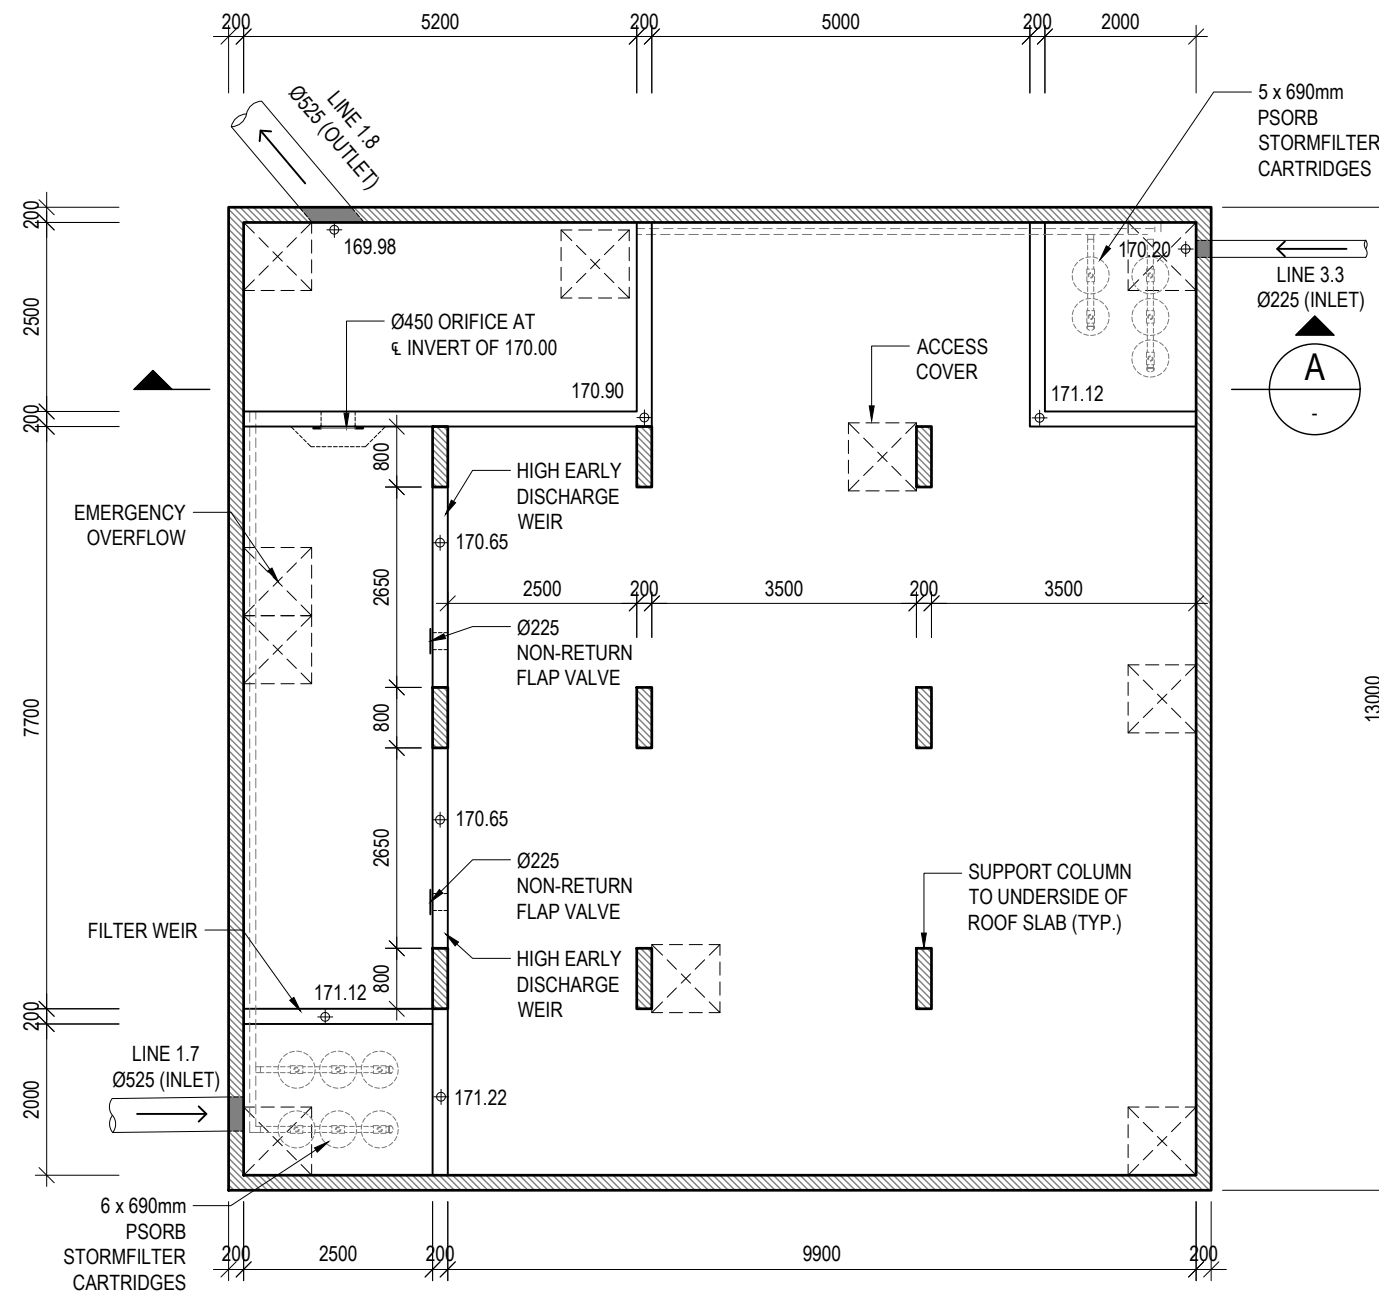 200
5200
200
5000
200
2000
LINE 1.8
Ø525 (OUTLET)
5 x 690mm
PSORB
STORMFILTER
CARTRIDGES
200
2500
200
7700
200
2000
169.98
170.20
LINE 3.3
Ø225 (INLET)
Ø450 ORIFICE AT
℄ INVERT OF 170.00
ACCESS
COVER
A
-
170.90
171.12
800
HIGH EARLY
DISCHARGE
WEIR
EMERGENCY
OVERFLOW
170.65
2650
2500
200
3500
200
3500
Ø225
NON-RETURN
FLAP VALVE
13000
800
170.65
2650
Ø225
NON-RETURN
FLAP VALVE
SUPPORT COLUMN
TO UNDERSIDE OF
ROOF SLAB (TYP.)
FILTER WEIR
HIGH EARLY
DISCHARGE
WEIR
800
171.12
LINE 1.7
Ø525 (INLET)
171.22
6 x 690mm
PSORB
STORMFILTER
CARTRIDGES
200
2500
200
9900
200